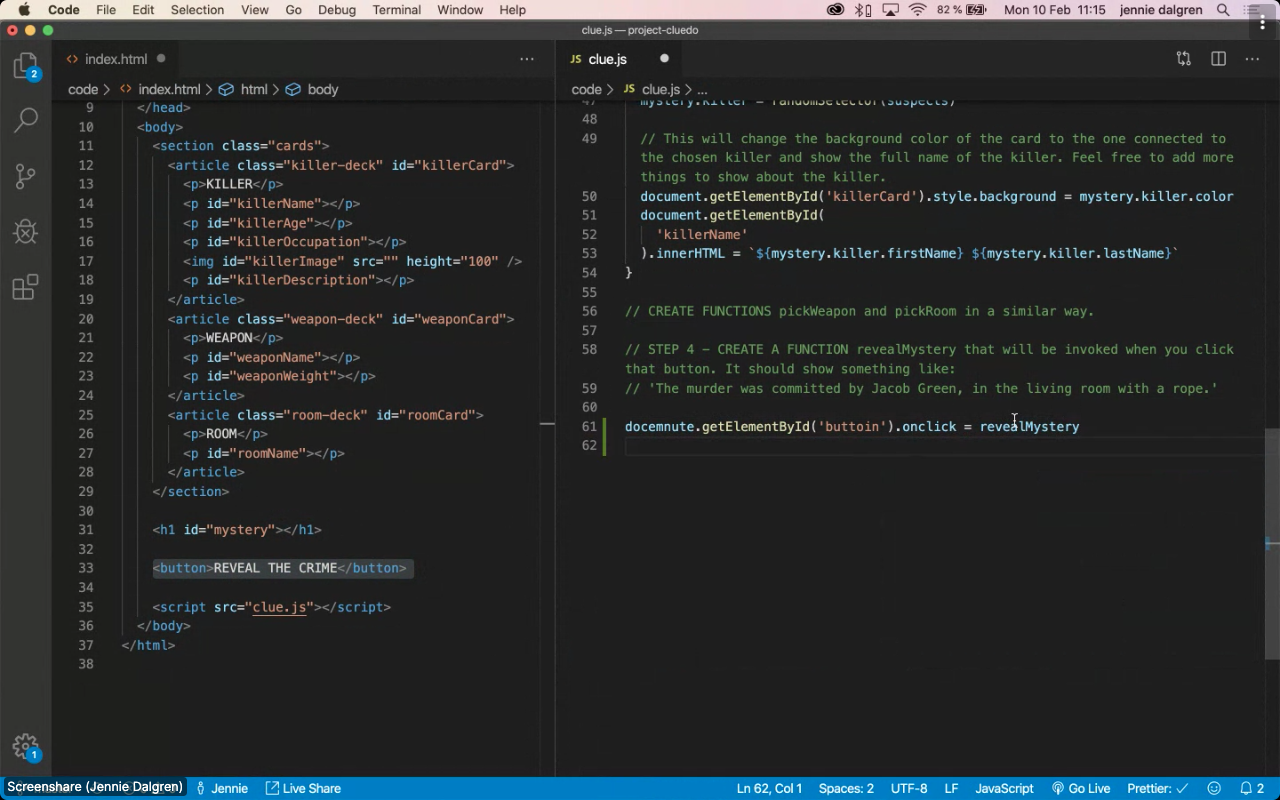 Code File Edit Selection View Go Debug Terminal Window Help 82 % Mon 10 Feb 11:15 jennie dalgren
clue.js — project-cluedo
2
index.html
code > index.html > html > body
9 </head>
10 <body>
11 <section class="cards">
12 <article class="killer-deck" id="killerCard">
13 <p>KILLER</p>
14 <p id="killerName"></p>
15 <p id="killerAge"></p>
16 <p id="killerOccupation"></p>
17 <img id="killerImage" src="" height="100" />
18 <p id="killerDescription"></p>
19 </article>
20 <article class="weapon-deck" id="weaponCard">
21 <p>WEAPON</p>
22 <p id="weaponName"></p>
23 <p id="weaponWeight"></p>
24 </article>
25 <article class="room-deck" id="roomCard">
26 <p>ROOM</p>
27 <p id="roomName"></p>
28 </article>
29 </section>
30
31 <h1 id="mystery"></h1>
32
33 <button>REVEAL THE CRIME</button>
34
35 <script src="clue.js"></script>
36 </body>
37 </html>
38
JS clue.js
code > JS clue.js > ...
47 mystery.killer = randomSelector(suspects)
48
49 // This will change the background color of the card to the one connected to
the chosen killer and show the full name of the killer. Feel free to add more
things to show about the killer.
50 document.getElementById('killerCard').style.background = mystery.killer.color
51 document.getElementById(
52 'killerName'
53 ).innerHTML = `${mystery.killer.firstName} ${mystery.killer.lastName}`
54 }
55
56 // CREATE FUNCTIONS pickWeapon and pickRoom in a similar way.
57
58 // STEP 4 - CREATE A FUNCTION revealMystery that will be invoked when you click
that button. It should show something like:
59 // 'The murder was committed by Jacob Green, in the living room with a rope.'
60
61 docemnute.getElementById('buttoin').onclick = revealMystery
62
1
Screenshare (Jennie Dalgren) Jennie Live Share Ln 62, Col 1 Spaces: 2 UTF-8 LF JavaScript Go Live Prettier: ✓ 2